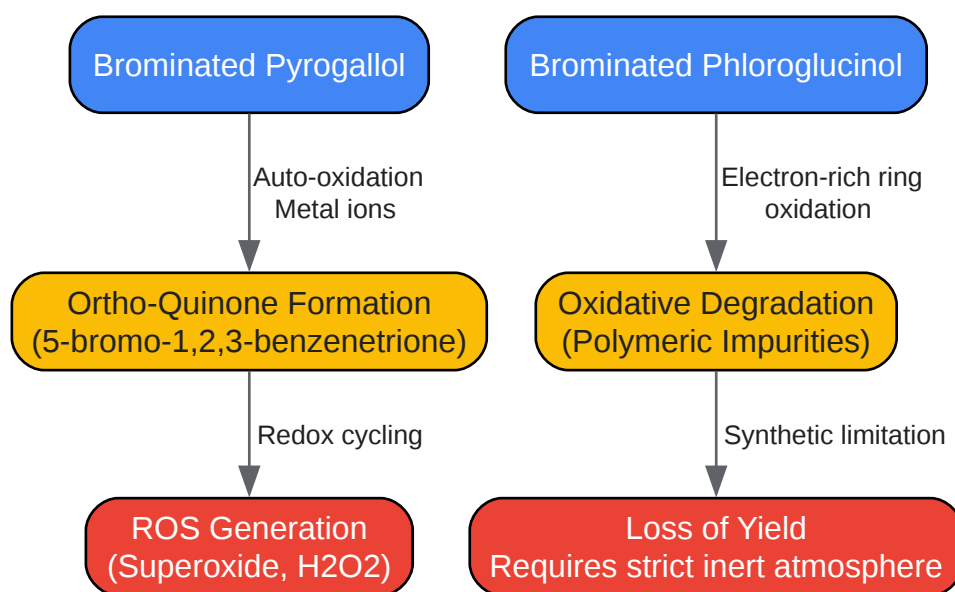 Brominated Pyrogallol
Brominated Phloroglucinol
Auto-oxidation
Metal ions
Electron-rich ring
oxidation
Ortho-Quinone Formation
(5-bromo-1,2,3-benzenetrione)
Oxidative Degradation
(Polymeric Impurities)
Redox cycling
Synthetic limitation
ROS Generation
(Superoxide, H2O2)
Loss of Yield
Requires strict inert atmosphere